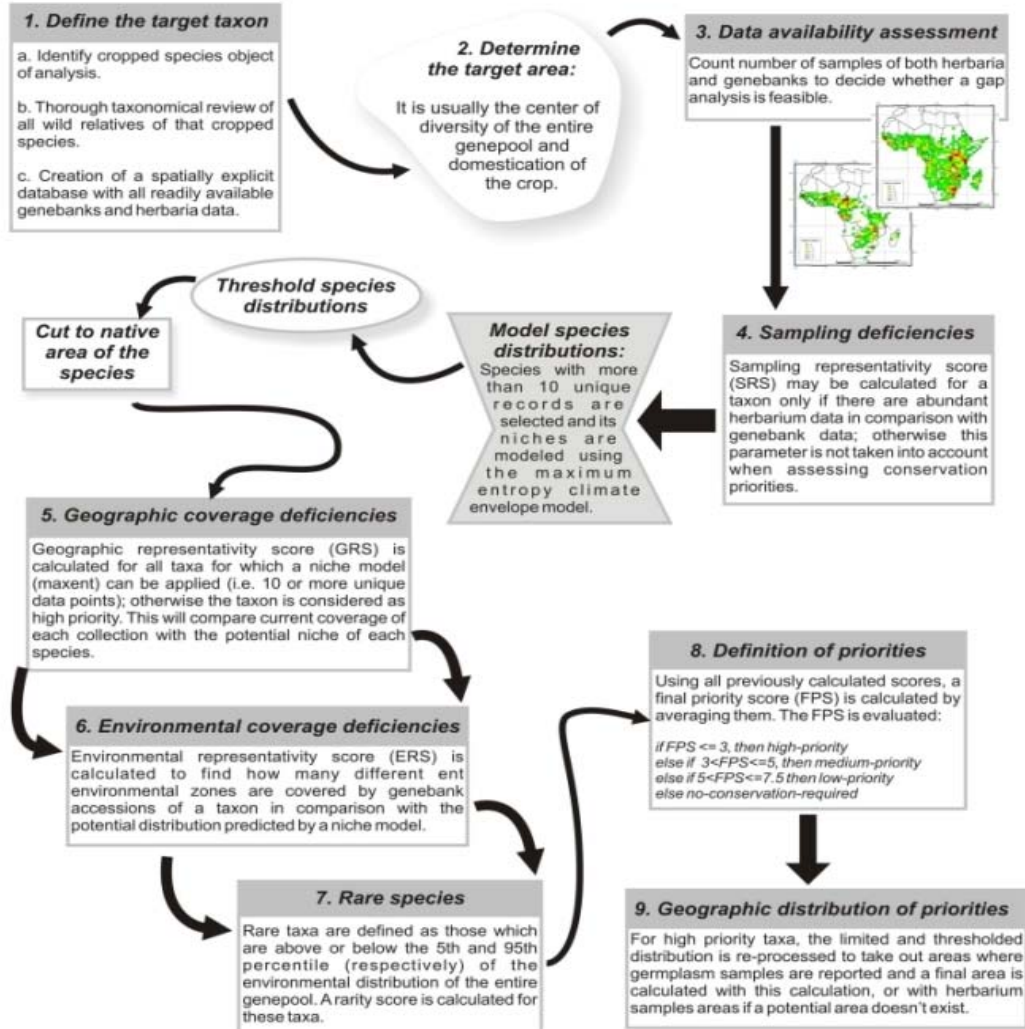 1. Define the target taxon
a. Identify cropped species object
of analysis.
b. Thorough taxonomical review of
all wild relatives of that cropped
species.
c. Creation of a spatially explicit
database with all readily available
genebanks and herbaria data.
2. Determine
the target area:
It is usually the center of
diversity of the entire
genepool and
domestication of
the crop.
3. Data availability assessment
Count number of samples of both herbaria
and genebanks to decide whether a gap
analysis is feasible.
4. Sampling deficiencies
Sampling representativity score
(SRS) may be calculated for a
taxon only if there are abundant
herbarium data in comparison with
genebank data; otherwise this
parameter is not taken into account
when assessing conservation
priorities.
Model species
distributions:
Species with more
than 10 unique
records are
selected and its
niches are
modeled using
the maximum
entropy climate
envelope model.
Threshold species
distributions
Cut to native
area of the
species
5. Geographic coverage deficiencies
Geographic representativity score (GRS) is
calculated for all taxa for which a niche model
(maxent) can be applied (i.e. 10 or more unique
data points); otherwise the taxon is considered as
high priority. This will compare current coverage of
each collection with the potential niche of each
species.
6. Environmental coverage deficiencies
Environmental representativity score (ERS) is
calculated to find how many different ent
environmental zones are covered by genebank
accessions of a taxon in comparison with the
potential distribution predicted by a niche model.
7. Rare species
Rare taxa are defined as those which
are above or below the 5th and 95th
percentile (respectively) of the
environmental distribution of the entire
genepool. A rarity score is calculated for
these taxa.
8. Definition of priorities
Using all previously calculated scores, a
final priority score (FPS) is calculated by
averaging them. The FPS is evaluated:
if FPS <= 3, then high-priority
else if 3<FPS<=5, then medium-priority
else if 5<FPS<=7.5 then low-priority
else no-conservation-required
9. Geographic distribution of priorities
For high priority taxa, the limited and thresholded
distribution is re-processed to take out areas where
germplasm samples are reported and a final area is
calculated with this calculation, or with herbarium
samples areas if a potential area doesn't exist.